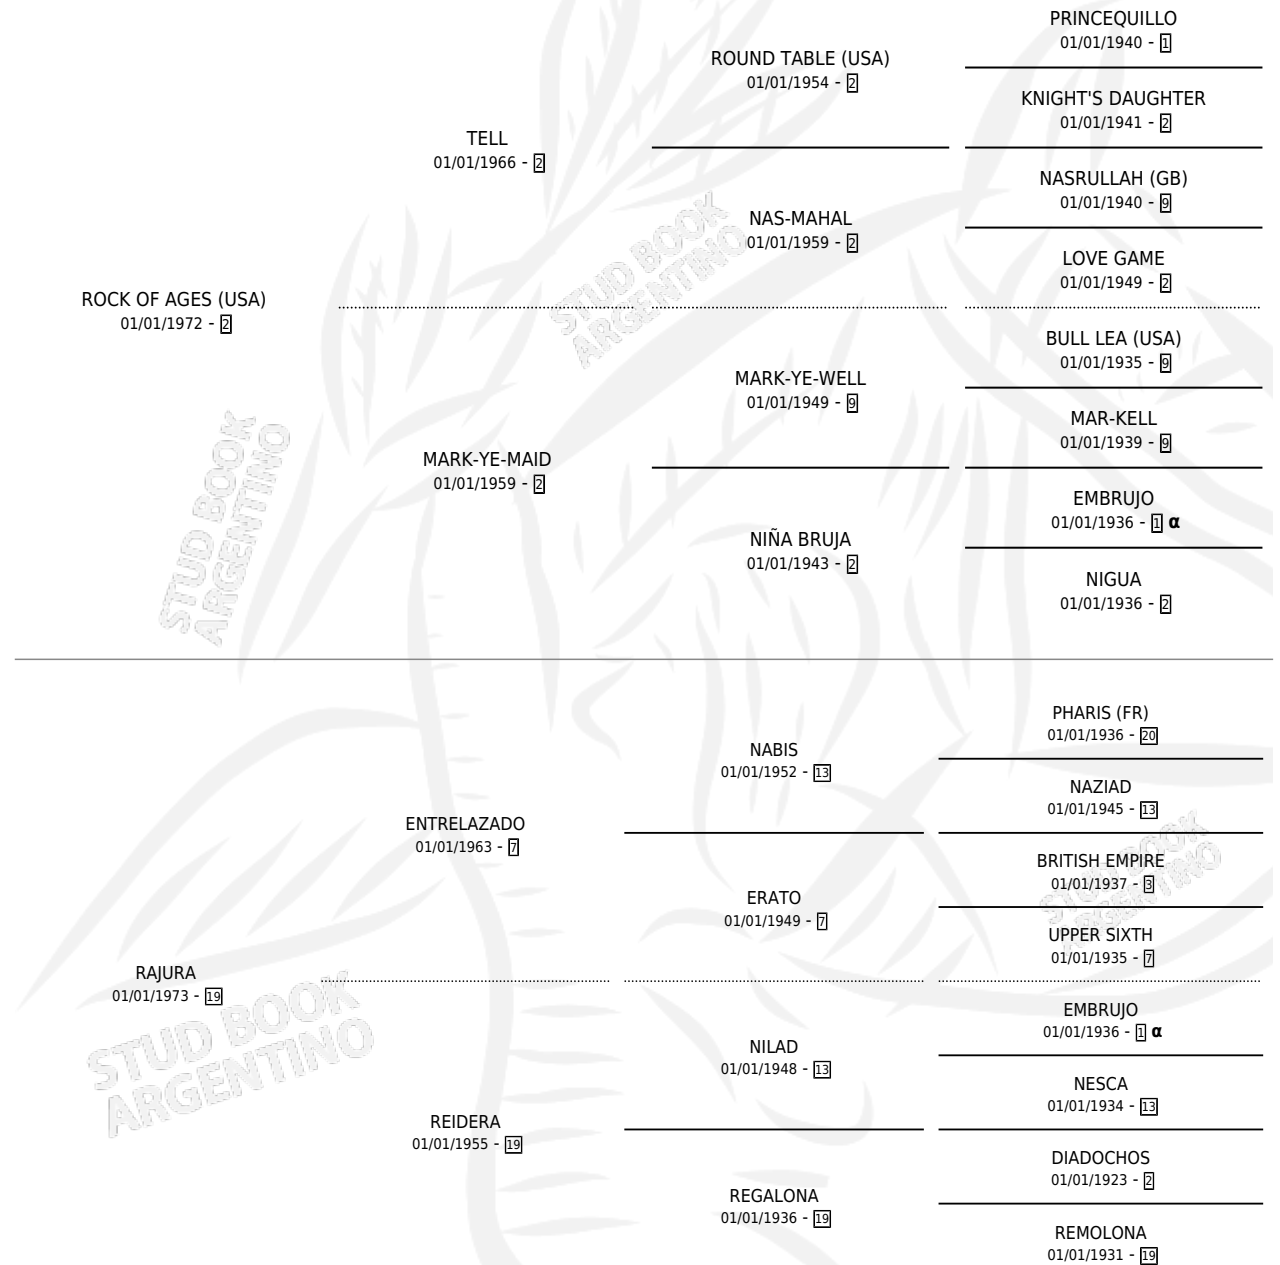 PRINCEQUILLO
01/01/1940 - 1
ROUND TABLE (USA)
01/01/1954 - 2
KNIGHT'S DAUGHTER
01/01/1941 - 2
TELL
01/01/1966 - 2
NASRULLAH (GB)
01/01/1940 - 9
NAS-MAHAL
01/01/1959 - 2
LOVE GAME
01/01/1949 - 2
STUD BOOK
ARGENTINO
ROCK OF AGES (USA)
01/01/1972 - 2
BULL LEA (USA)
01/01/1935 - 9
MARK-YE-WELL
01/01/1949 - 9
MAR-KELL
01/01/1939 - 9
MARK-YE-MAID
01/01/1959 - 2
EMBRUJO
01/01/1936 - 1 α
NIÑA BRUJA
01/01/1943 - 2
NIGUA
01/01/1936 - 2
STUD BOOK
ARGENTINO
PHARIS (FR)
01/01/1936 - 20
NABIS
01/01/1952 - 13
NAZIAD
01/01/1945 - 13
ENTRELAZADO
01/01/1963 - 7
BRITISH EMPIRE
01/01/1937 - 3
ERATO
01/01/1949 - 7
UPPER SIXTH
01/01/1935 - 7
STUD BOOK
ARGENTINO
RAJURA
01/01/1973 - 19
EMBRUJO
01/01/1936 - 1 α
NILAD
01/01/1948 - 13
NESCA
01/01/1934 - 13
STUD BOOK
ARGENTINO
REIDERA
01/01/1955 - 19
DIADOCHOS
01/01/1923 - 2
REGALONA
01/01/1936 - 19
REMOLONA
01/01/1931 - 19